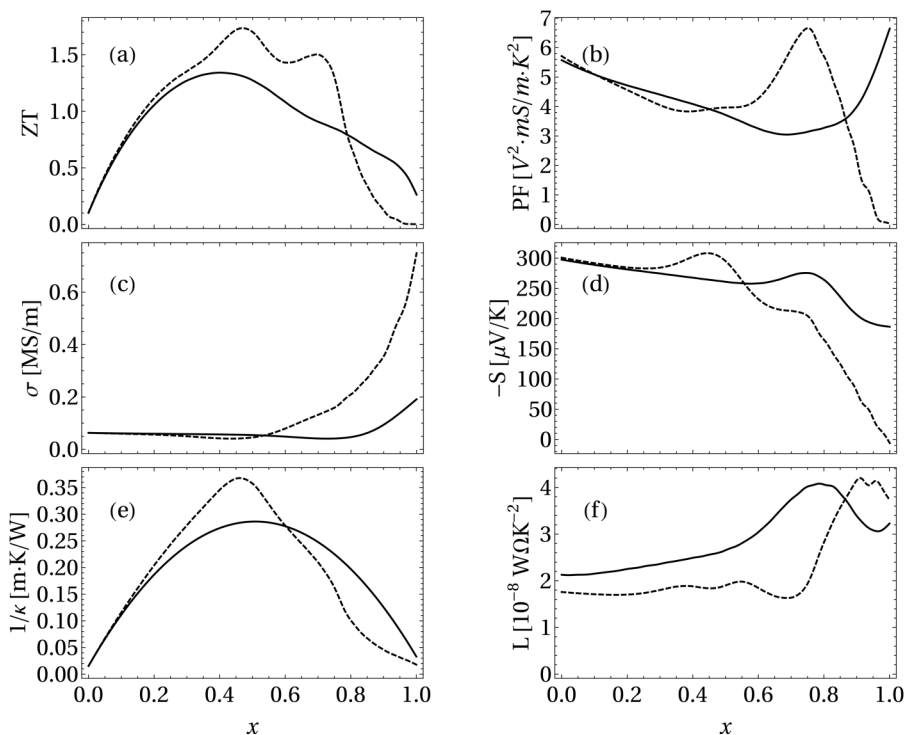 (a)
ZT
1.5
1.0
0.5
0.0
(b)
PF [V²·mS/m·K²]
7
6
5
4
3
2
1
0
(c)
σ [MS/m]
0.6
0.4
0.2
0.0
(d)
-S [μV/K]
300
250
200
150
100
50
0
(e)
1/κ [m·K/W]
0.35
0.30
0.25
0.20
0.15
0.10
0.05
0.00
0.0 0.2 0.4 0.6 0.8 1.0
x
(f)
L [10⁻⁸ WΩK⁻²]
4
3
2
1
0
0.0 0.2 0.4 0.6 0.8 1.0
x